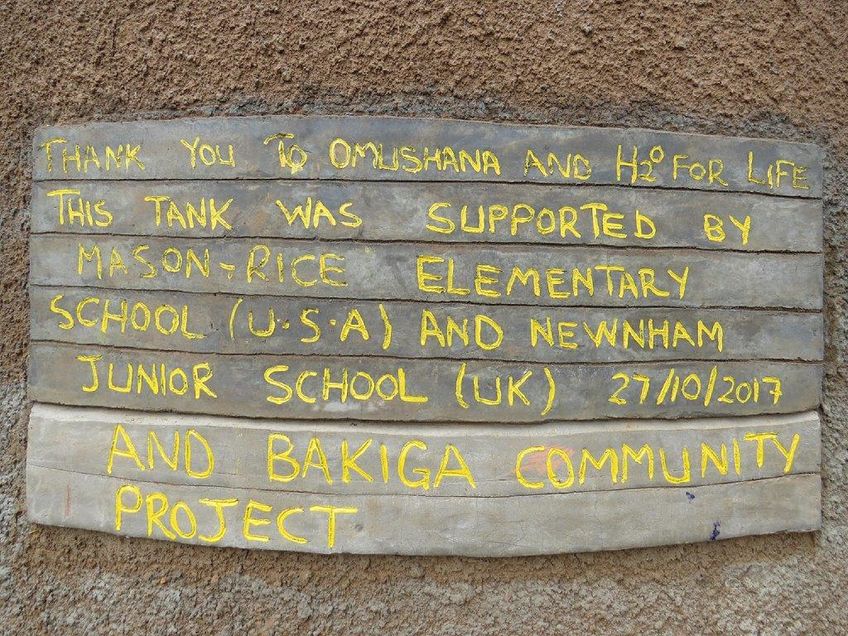 THANK YOU TO OMUSHANA AND H2O FOR LIFE
THIS TANK WAS SUPPORTED BY
MASON-RICE ELEMENTARY
SCHOOL (U.S.A) AND NEWNHAM
JUNIOR SCHOOL (UK) 27/10/2017
AND BAKIGA COMMUNITY
PROJECT